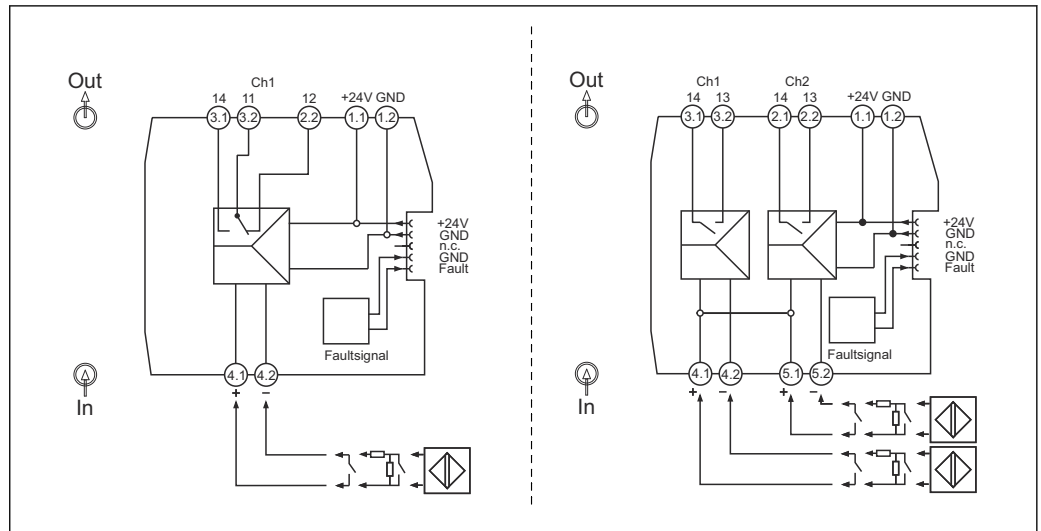 Out
Ch1
14 11 12 +24V GND
3.1 3.2 2.2 1.1 1.2
+24V
GND
n.c.
GND
Fault
Faultsignal
4.1 4.2
+ −
In
Out
Ch1 Ch2
14 13 14 13 +24V GND
3.1 3.2 2.1 2.2 1.1 1.2
+24V
GND
n.c.
GND
Fault
Faultsignal
4.1 4.2 5.1 5.2
+ − + −
In